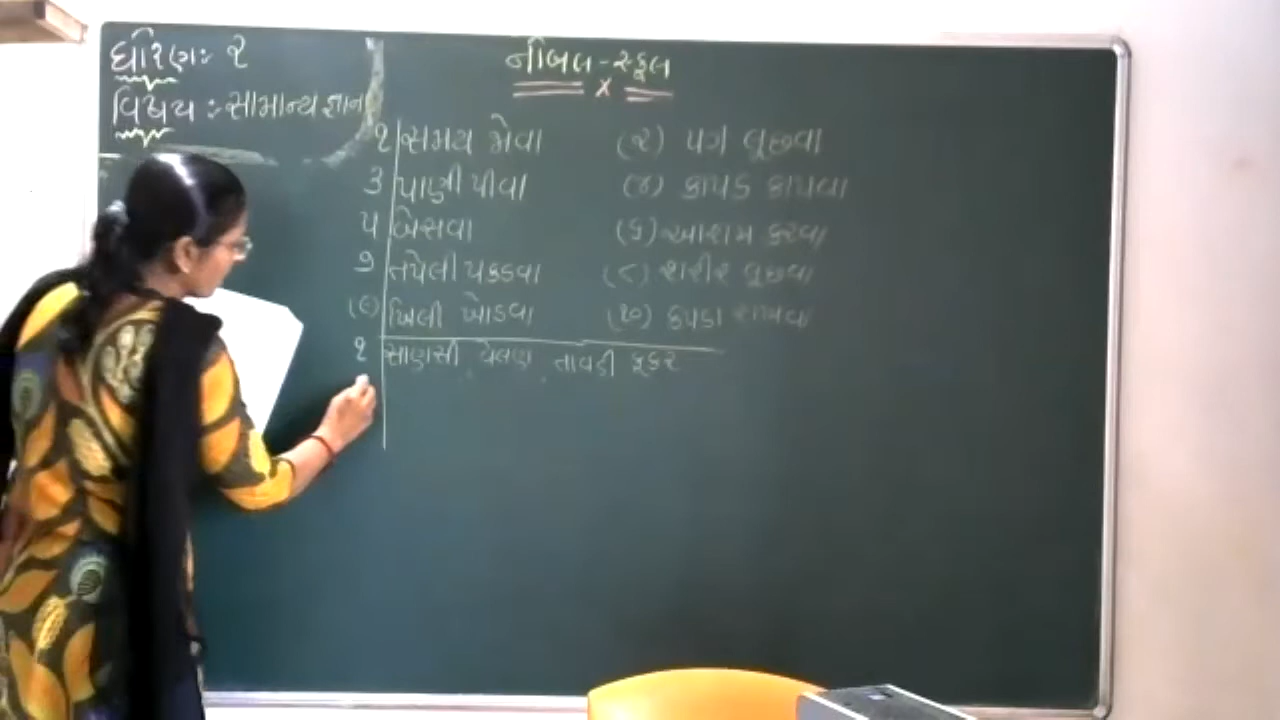 ધોરણઃ ૨
નીબલ-સ્કૂલ
x
વિષય :- સામાન્ય જ્ઞાન
૧ સમય જોવા (૨) પગ લૂછવા
૩ પાણી પીવા (૪) કાપડ કાપવા
૫ બેસવા (૬) આરામ કરવા
૭ તપેલી પકડવા (૮) શરીર લૂછવા
(૯) ખિલી ખોડવા (૧૦) કપડા રાખવા
૧ સાણસી, વેલણ, તાવડી કૂકર